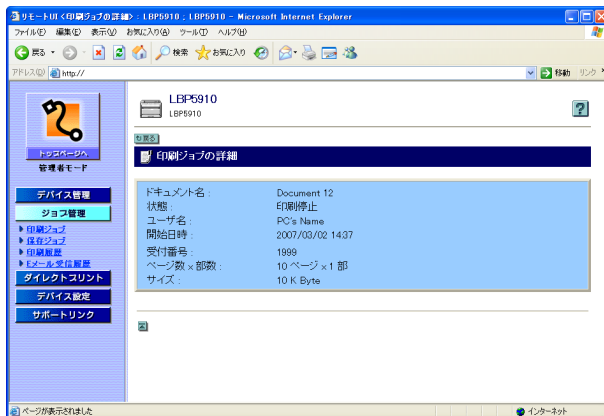 リモートUI <印刷ジョブの詳細> : LBP5910 ; LBP5910 - Microsoft Internet Explorer
ファイル(F) 編集(E) 表示(V) お気に入り(A) ツール(T) ヘルプ(H)
戻る 検索 お気に入り
アドレス(D) http:// 移動 リンク
LBP5910
LBP5910
トップページへ
管理者モード
戻る
印刷ジョブの詳細
デバイス管理
ジョブ管理
印刷ジョブ
保存ジョブ
印刷履歴
Eメール受信履歴
ダイレクトプリント
デバイス設定
サポートリンク
ドキュメント名 : Document 12
状態 : 印刷停止
ユーザ名 : PC's Name
開始日時 : 2007/03/02 14:37
受付番号 : 1999
ページ数 × 部数 : 10 ページ × 1 部
サイズ : 10 K Byte
ページが表示されました インターネット